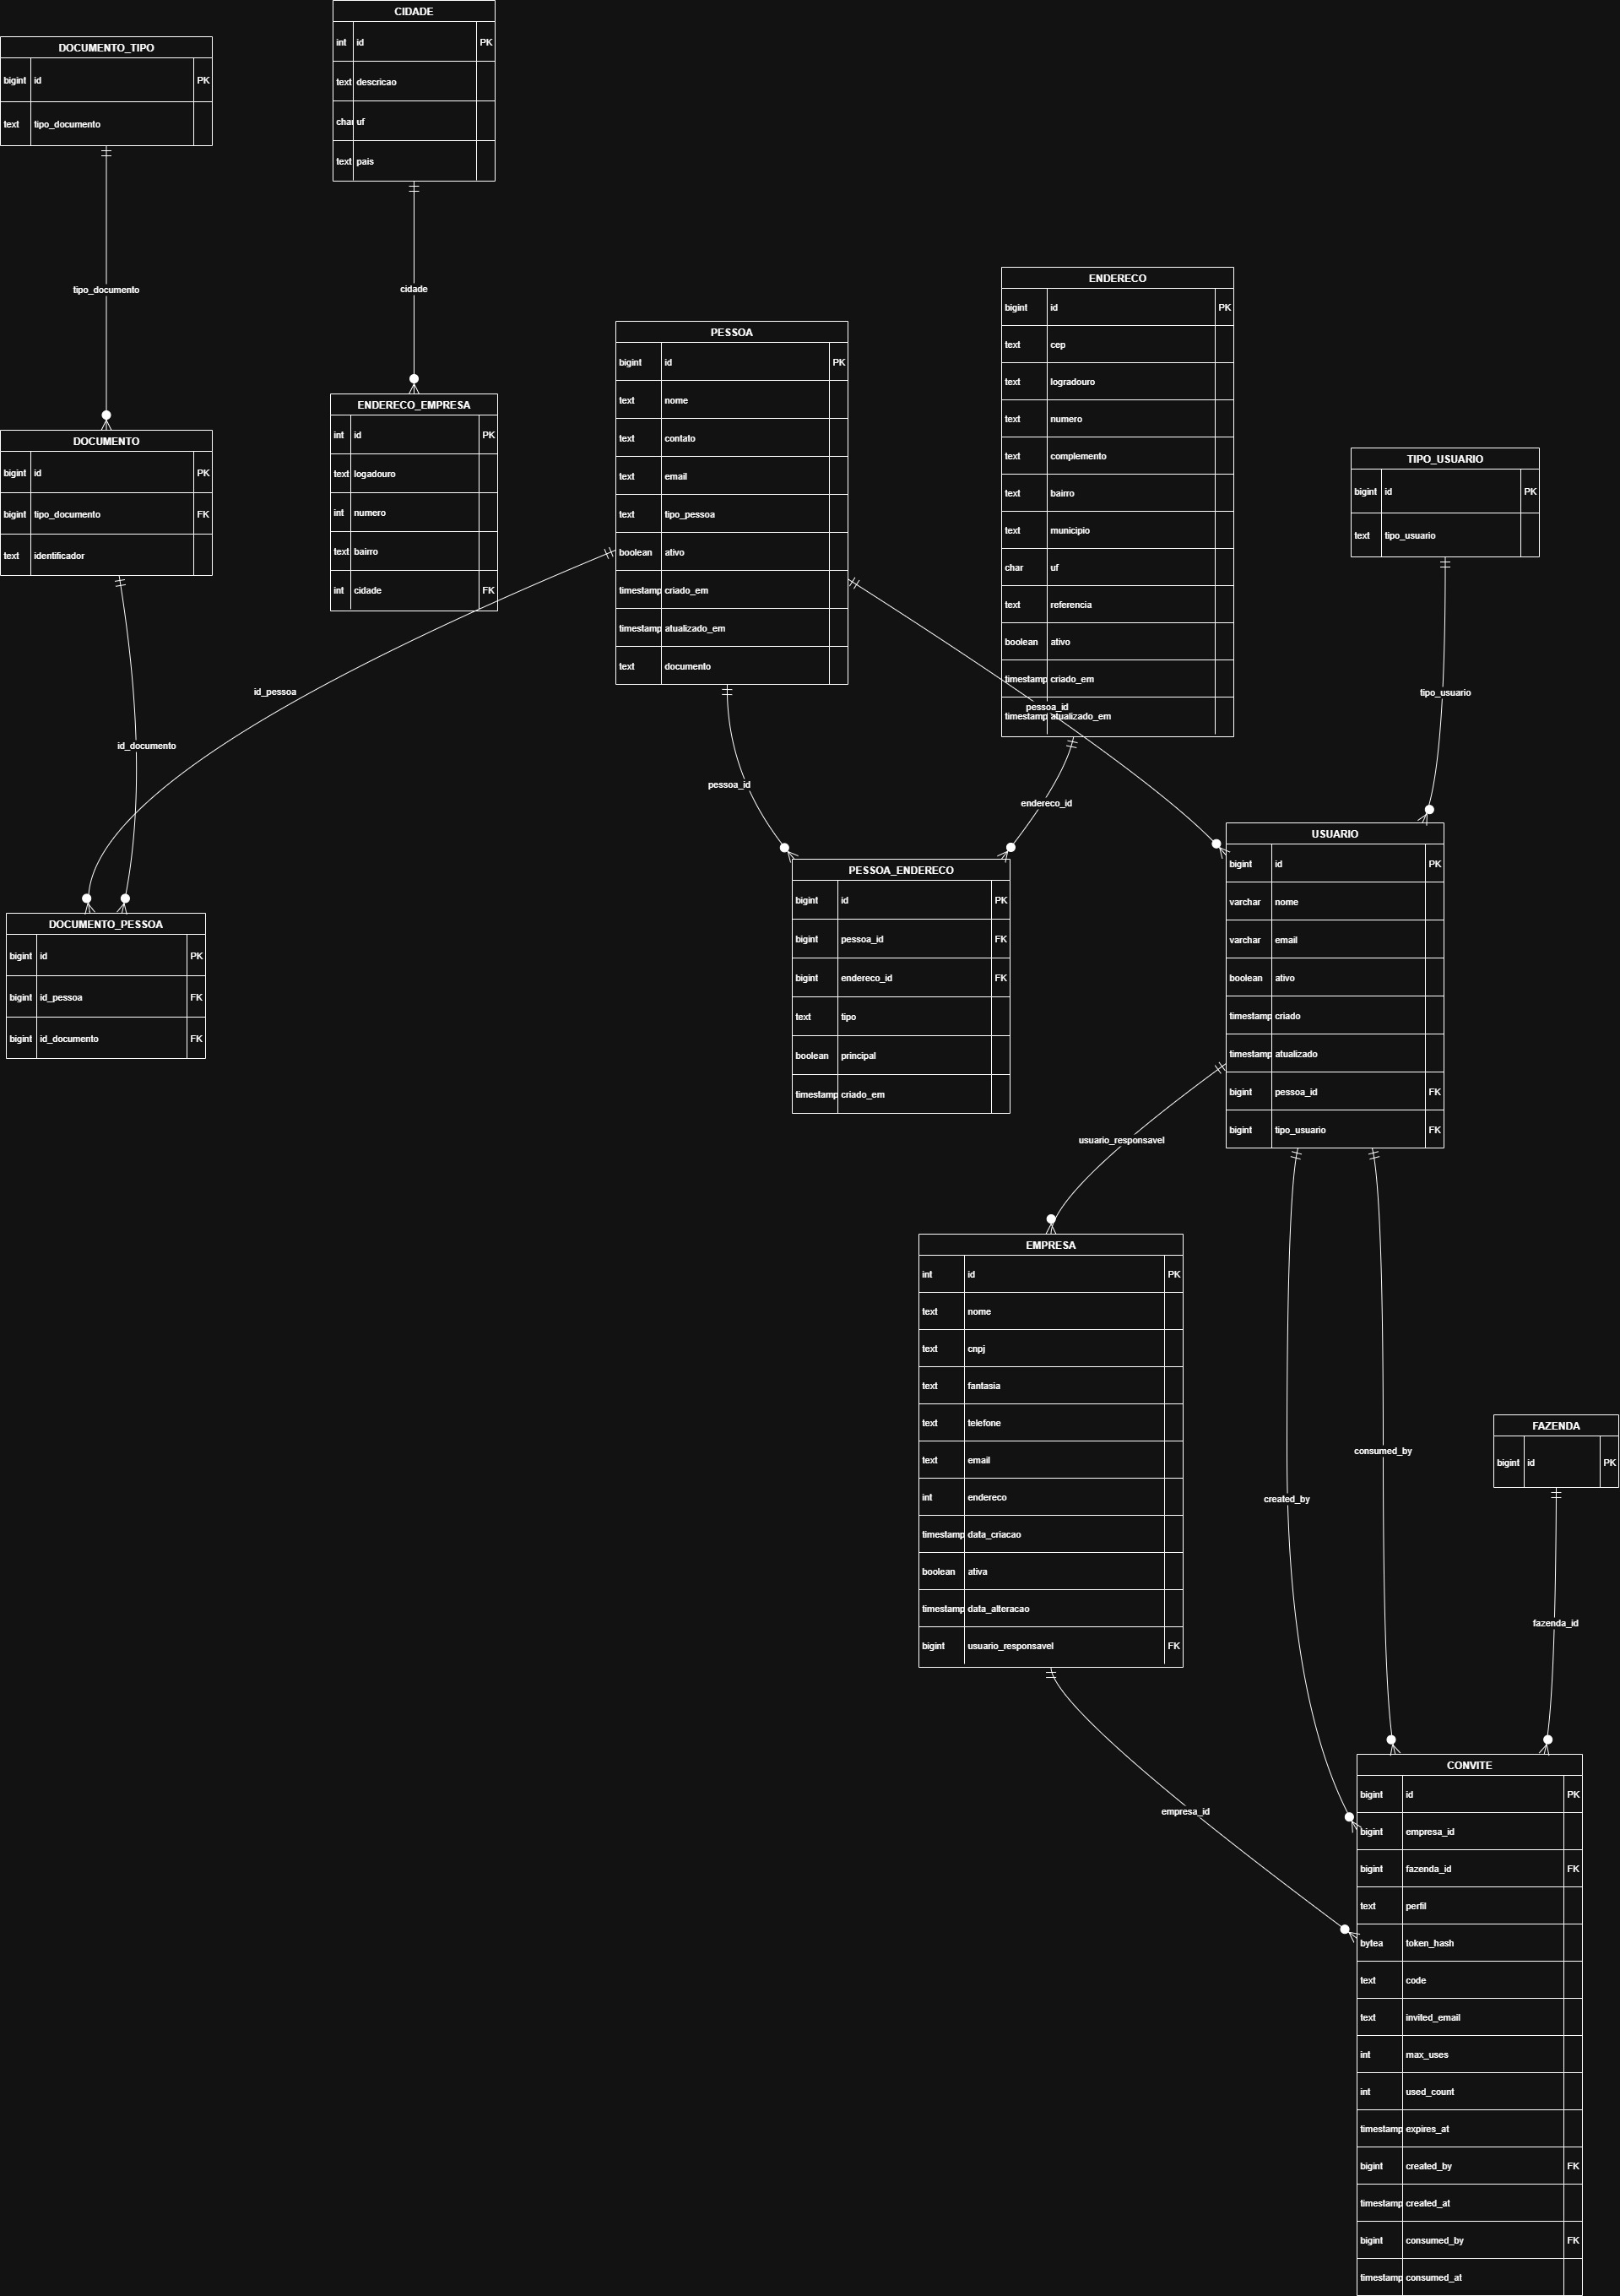 CIDADE
int id PK
text descricao
char uf
text pais
DOCUMENTO_TIPO
bigint id PK
text tipo_documento
tipo_documento
cidade
ENDERECO
bigint id PK
text cep
text logradouro
text numero
text complemento
text bairro
text municipio
char uf
text referencia
boolean ativo
timestamp criado_em
timestamp atualizado_em
PESSOA
bigint id PK
text nome
text contato
text email
text tipo_pessoa
boolean ativo
timestamp criado_em
timestamp atualizado_em
text documento
ENDERECO_EMPRESA
int id PK
text logadouro
int numero
text bairro
int cidade FK
DOCUMENTO
bigint id PK
bigint tipo_documento FK
text identificador
TIPO_USUARIO
bigint id PK
text tipo_usuario
id_pessoa
tipo_usuario
pessoa_id
id_documento
pessoa_id
endereco_id
USUARIO
bigint id PK
varchar nome
varchar email
boolean ativo
timestamp criado
timestamp atualizado
bigint pessoa_id FK
bigint tipo_usuario FK
PESSOA_ENDERECO
bigint id PK
bigint pessoa_id FK
bigint endereco_id FK
text tipo
boolean principal
timestamp criado_em
DOCUMENTO_PESSOA
bigint id PK
bigint id_pessoa FK
bigint id_documento FK
usuario_responsavel
EMPRESA
int id PK
text nome
text cnpj
text fantasia
text telefone
text email
int endereco
timestamp data_criacao
boolean ativa
timestamp data_alteracao
bigint usuario_responsavel FK
FAZENDA
bigint id PK
consumed_by
created_by
fazenda_id
empresa_id
CONVITE
bigint id PK
bigint empresa_id
bigint fazenda_id FK
text perfil
bytea token_hash
text code
text invited_email
int max_uses
int used_count
timestamp expires_at
bigint created_by FK
timestamp created_at
bigint consumed_by FK
timestamp consumed_at